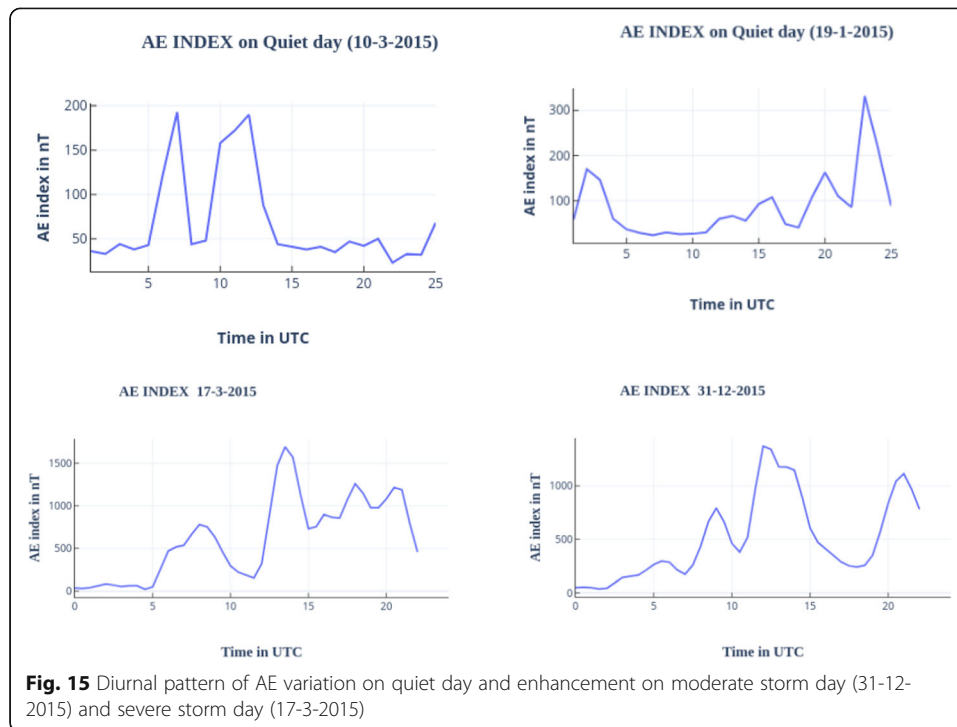 AE INDEX on Quiet day (10-3-2015)
200
150
100
50
AE index in nT
5 10 15 20 25
Time in UTC
AE INDEX on Quiet day (19-1-2015)
300
200
100
AE index in nT
5 10 15 20 25
Time in UTC
AE INDEX 17-3-2015
1500
1000
500
0
AE index in nT
0 5 10 15 20
Time in UTC
AE INDEX 31-12-2015
1000
500
0
AE index in nT
0 5 10 15 20
Time in UTC
Fig. 15 Diurnal pattern of AE variation on quiet day and enhancement on moderate storm day (31-12-
2015) and severe storm day (17-3-2015)